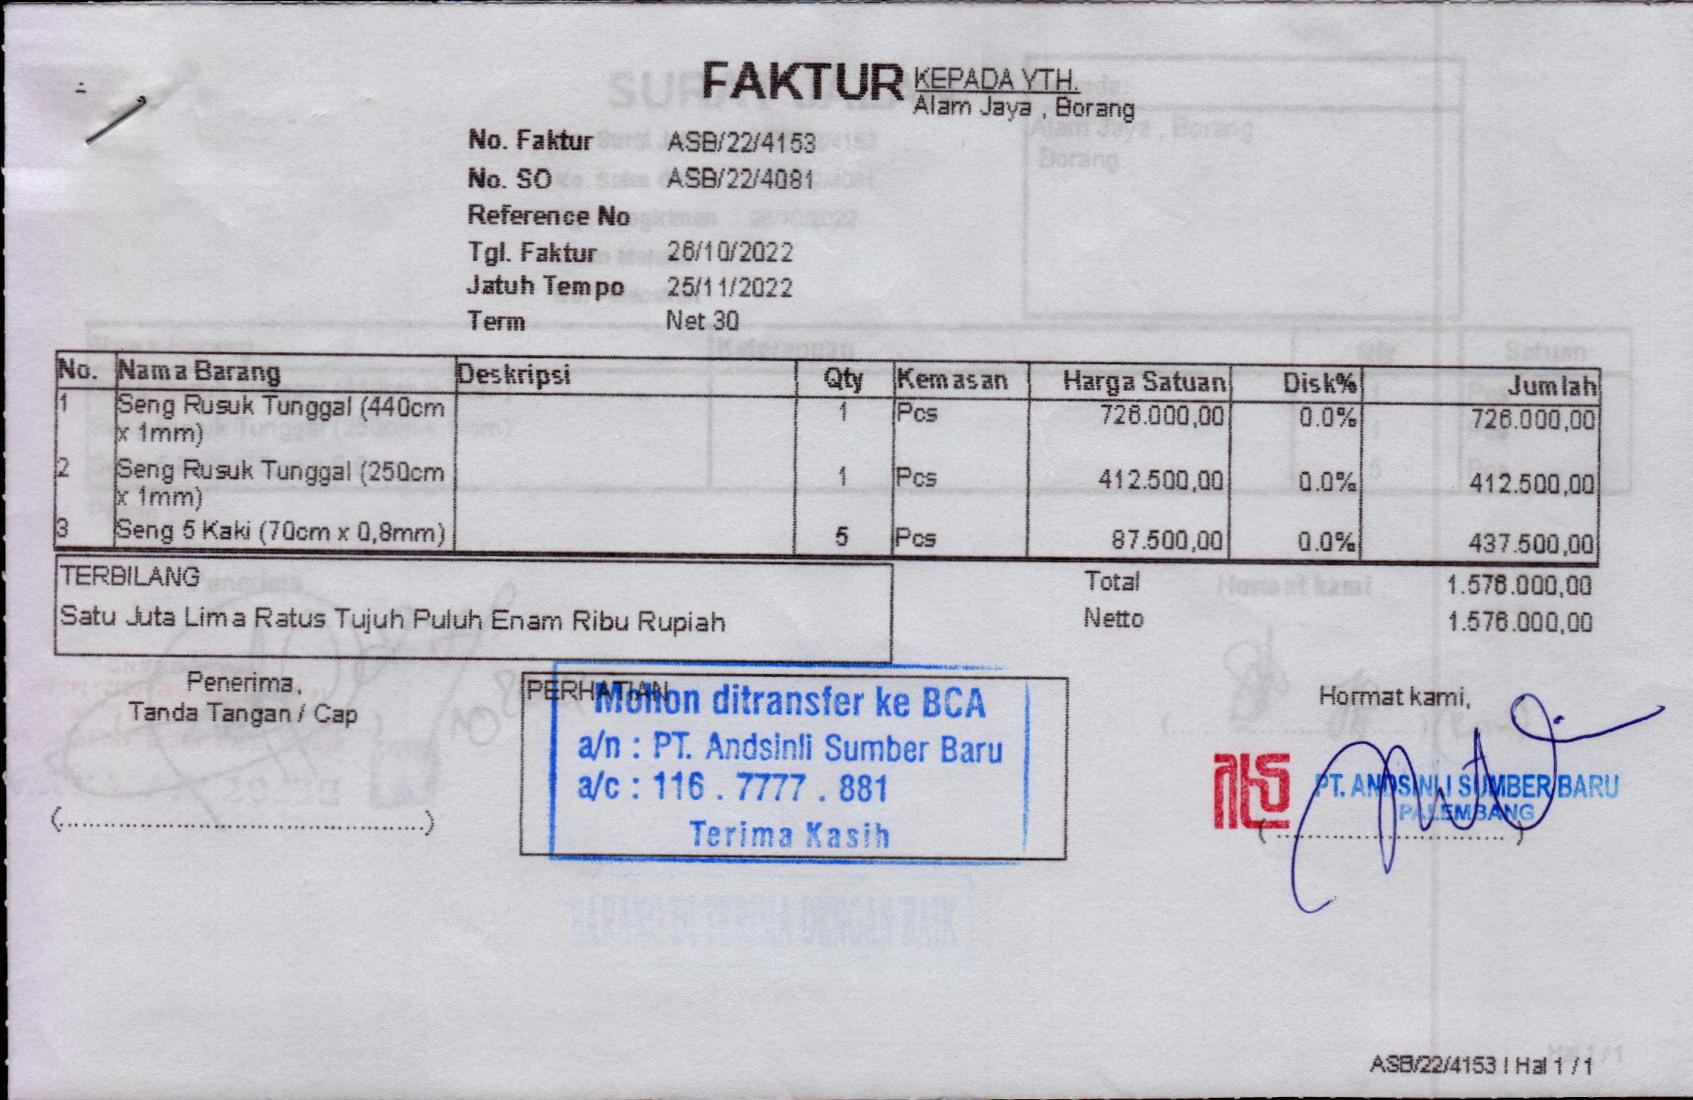 FAKTUR
KEPADA YTH.
Alam Jaya , Borang
No. Faktur ASB/22/4153
No. SO ASB/22/4081
Reference No
Tgl. Faktur 26/10/2022
Jatuh Tempo 25/11/2022
Term Net 30
No. Nama Barang Deskripsi Qty Kemasan Harga Satuan Disk% Jumlah
1 Seng Rusuk Tunggal (440cm 1 Pcs 726.000,00 0.0% 726.000,00
x 1mm)
2 Seng Rusuk Tunggal (250cm 1 Pcs 412.500,00 0.0% 412.500,00
x 1mm)
3 Seng 5 Kaki (70cm x 0,8mm) 5 Pcs 87.500,00 0.0% 437.500,00
TERBILANG
Satu Juta Lima Ratus Tujuh Puluh Enam Ribu Rupiah
Total 1.576.000,00
Netto 1.576.000,00
Penerima,
Tanda Tangan / Cap
(................................................)
PERHATIAN
Mohon ditransfer ke BCA
a/n : PT. Andsinli Sumber Baru
a/c : 116 . 7777 . 881
Terima Kasih
Hormat kami,
PT. ANDSINLI SUMBER BARU
PALEMBANG
(................................)
ASB/22/4153 | Hal 1 / 1